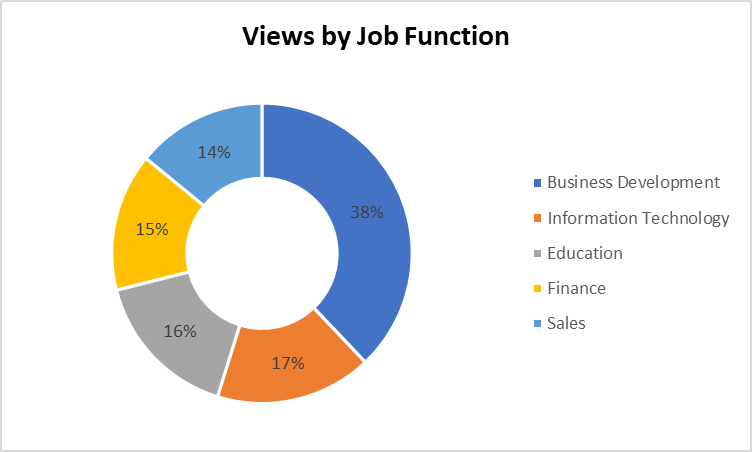 Views by Job Function
14%
38%
15%
16%
17%
Business Development
Information Technology
Education
Finance
Sales